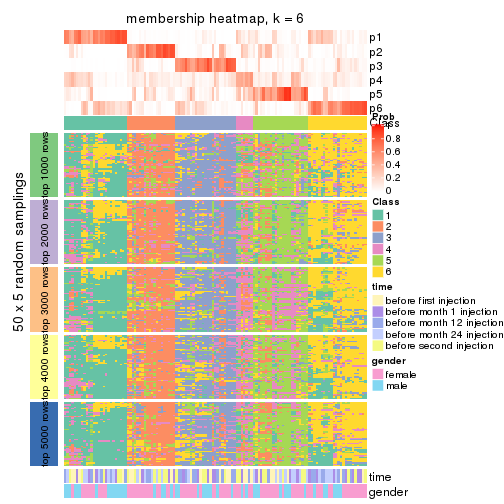 membership heatmap, k = 6
p1
p2
p3
p4
p5
p6
Class
Prob
1
0.8
0.6
0.4
0.2
0
Class
1
2
3
4
5
6
time
before first injection
before month 1 injection
before month 12 injection
before month 24 injection
before second injection
gender
female
male
50 x 5 random samplings
top 1000 rows
top 2000 rows
top 3000 rows
top 4000 rows
top 5000 rows
time
gender